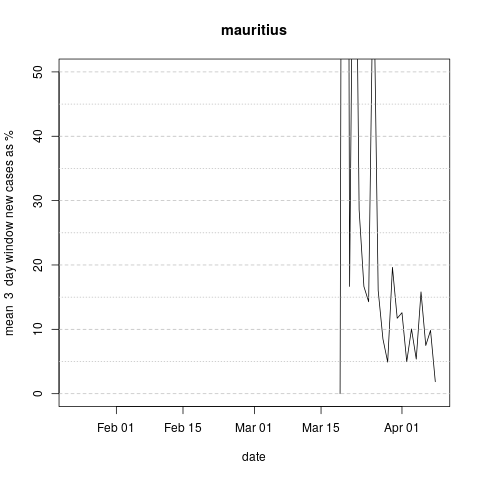 mauritius
mean 3 day window new cases as %
50
40
30
20
10
0
Feb 01
Feb 15
Mar 01
Mar 15
Apr 01
date